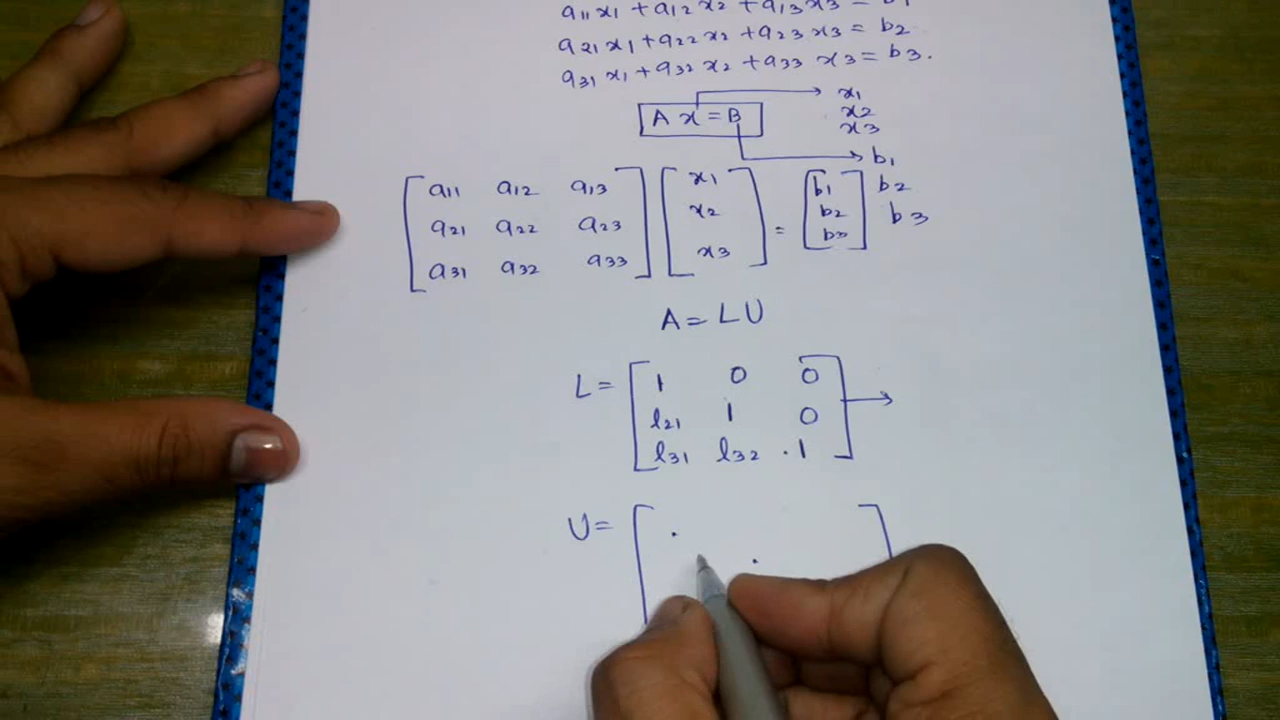 a11x1 + a12x2 + a13x3 = b1
a21x1 + a22x2 + a23x3 = b2
a31x1 + a32x2 + a33x3 = b3.
Ax = B → x1
x2
x3
→ b1
b2
b3
[a11 a12 a13] [x1] = [b1]
[a21 a22 a23] [x2] [b2]
[a31 a32 a33] [x3] [b3]
A = LU
L = [1 0 0] →
[l21 1 0]
[l31 l32 . 1]
U = [. .]